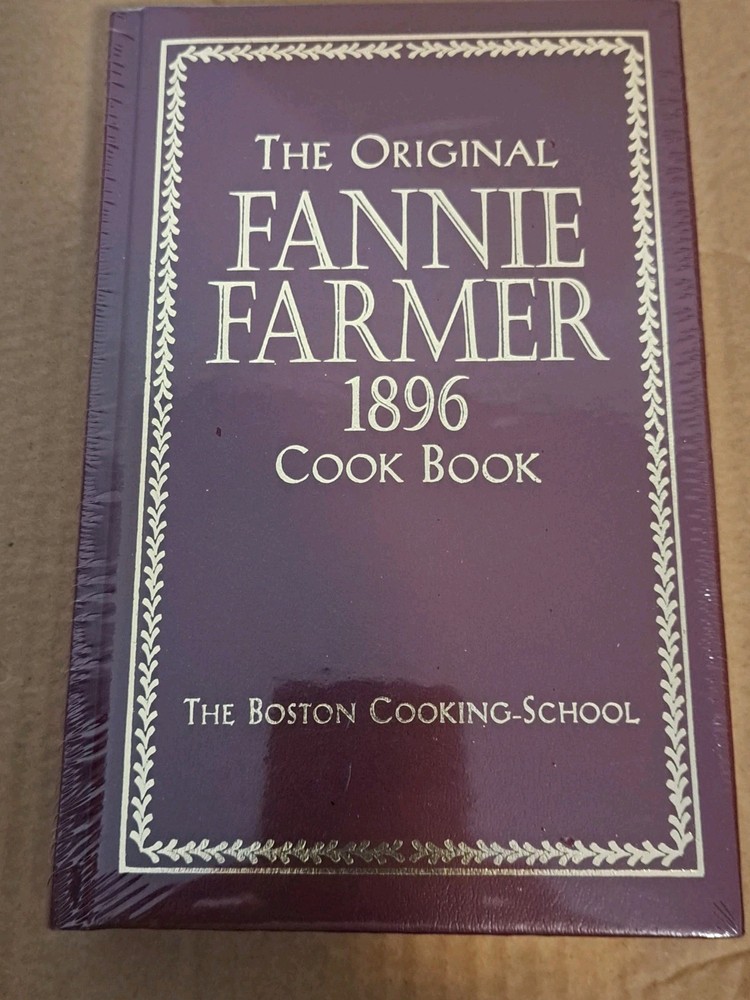 THE ORIGINAL
FANNIE
FARMER
1896
COOK BOOK
THE BOSTON COOKING-SCHOOL